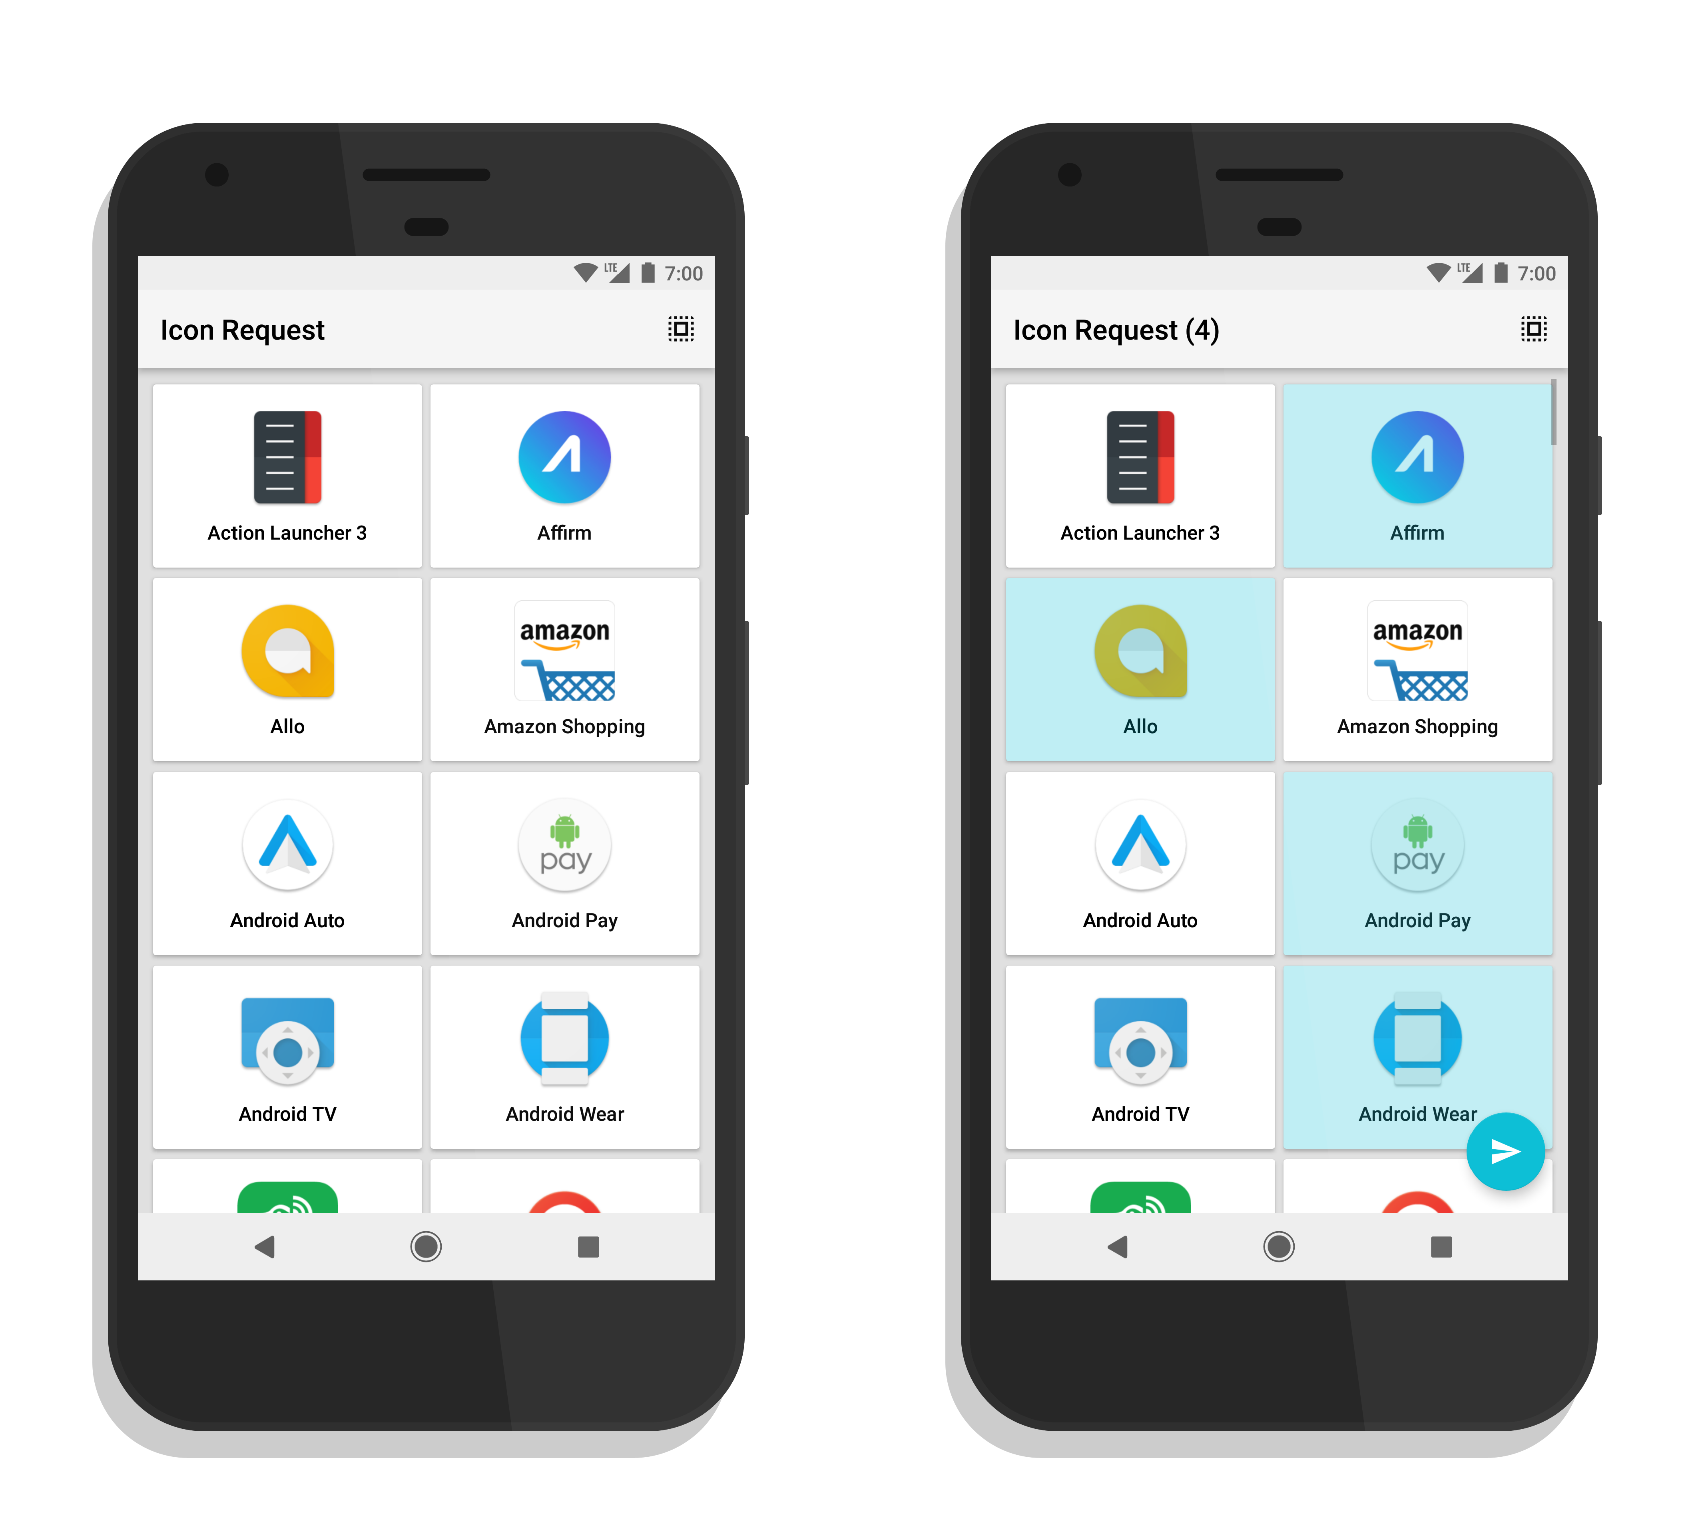 LTE 7:00
Icon Request
Action Launcher 3
Affirm
amazon
Allo
Amazon Shopping
pay
Android Auto
Android Pay
Android TV
Android Wear
LTE 7:00
Icon Request (4)
Action Launcher 3
Affirm
amazon
Allo
Amazon Shopping
pay
Android Auto
Android Pay
Android TV
Android Wear